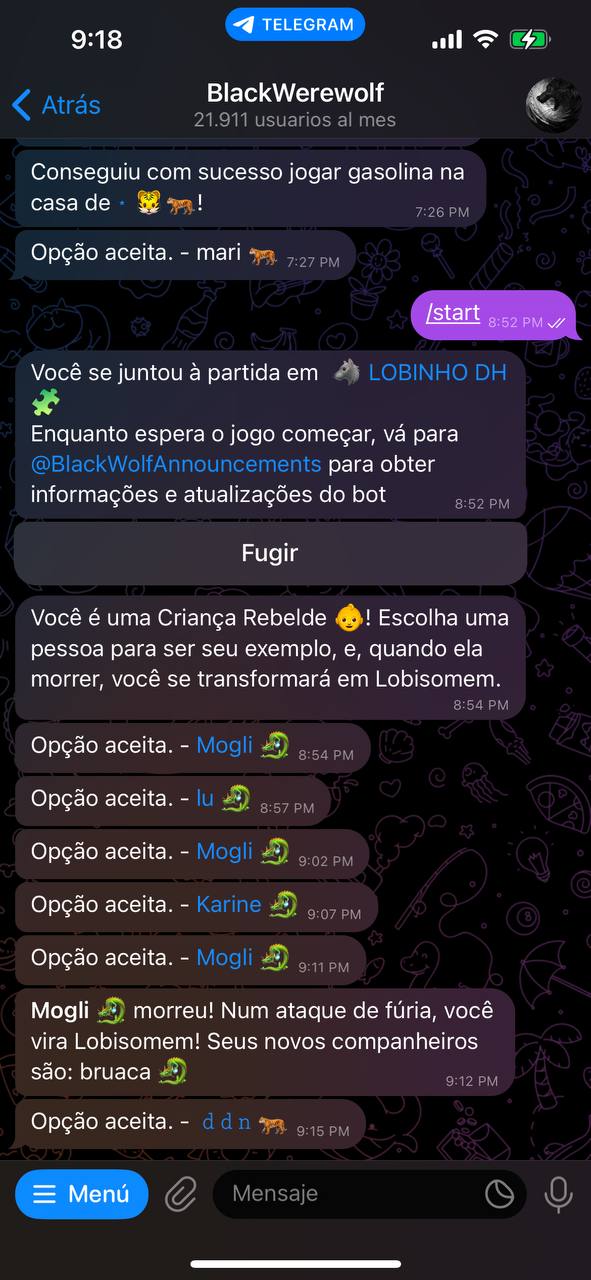 9:18
TELEGRAM
Atrás
BlackWerewolf
21.911 usuarios al mes
Conseguiu com sucesso jogar gasolina na
casa de · 🐯🐅!
7:26 PM
Opção aceita. - mari 🐅 7:27 PM
/start 8:52 PM
Você se juntou à partida em 🐺 LOBINHO DH
🧩
Enquanto espera o jogo começar, vá para
@BlackWolfAnnouncements para obter
informações e atualizações do bot
8:52 PM
Fugir
Você é uma Criança Rebelde 👶! Escolha uma
pessoa para ser seu exemplo, e, quando ela
morrer, você se transformará em Lobisomem.
8:54 PM
Opção aceita. - Mogli 🐉 8:54 PM
Opção aceita. - lu 🐉 8:57 PM
Opção aceita. - Mogli 🐉 9:02 PM
Opção aceita. - Karine 🐉 9:07 PM
Opção aceita. - Mogli 🐉 9:11 PM
Mogli 🐉 morreu! Num ataque de fúria, você
vira Lobisomem! Seus novos companheiros
são: bruaca 🐉
9:12 PM
Opção aceita. - d d n 🐅 9:15 PM
Menú
Mensaje